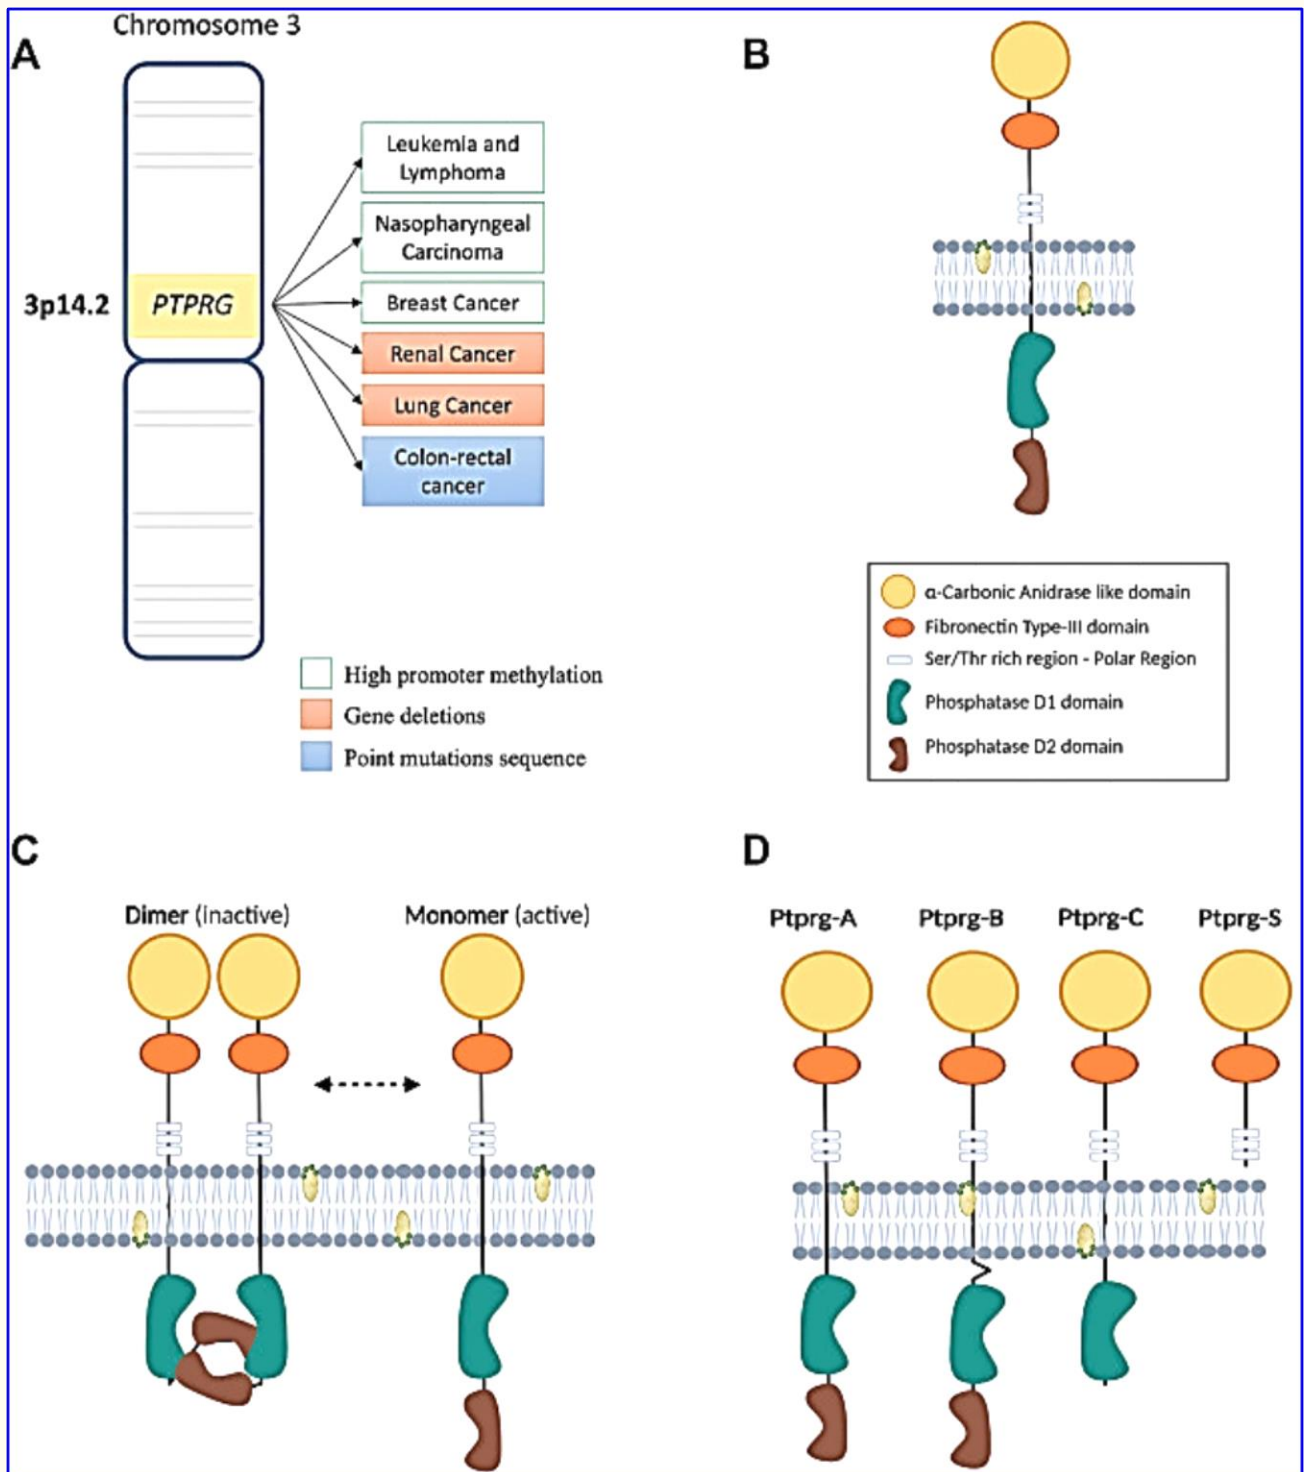 A
Chromosome 3
3p14.2
PTPRG
Leukemia and
Lymphoma
Nasopharyngeal
Carcinoma
Breast Cancer
Renal Cancer
Lung Cancer
Colon-rectal
cancer
High promoter methylation
Gene deletions
Point mutations sequence
B
α-Carbonic Anidrase like domain
Fibronectin Type-III domain
Ser/Thr rich region - Polar Region
Phosphatase D1 domain
Phosphatase D2 domain
C
Dimer (inactive)
Monomer (active)
D
Ptprg-A
Ptprg-B
Ptprg-C
Ptprg-S